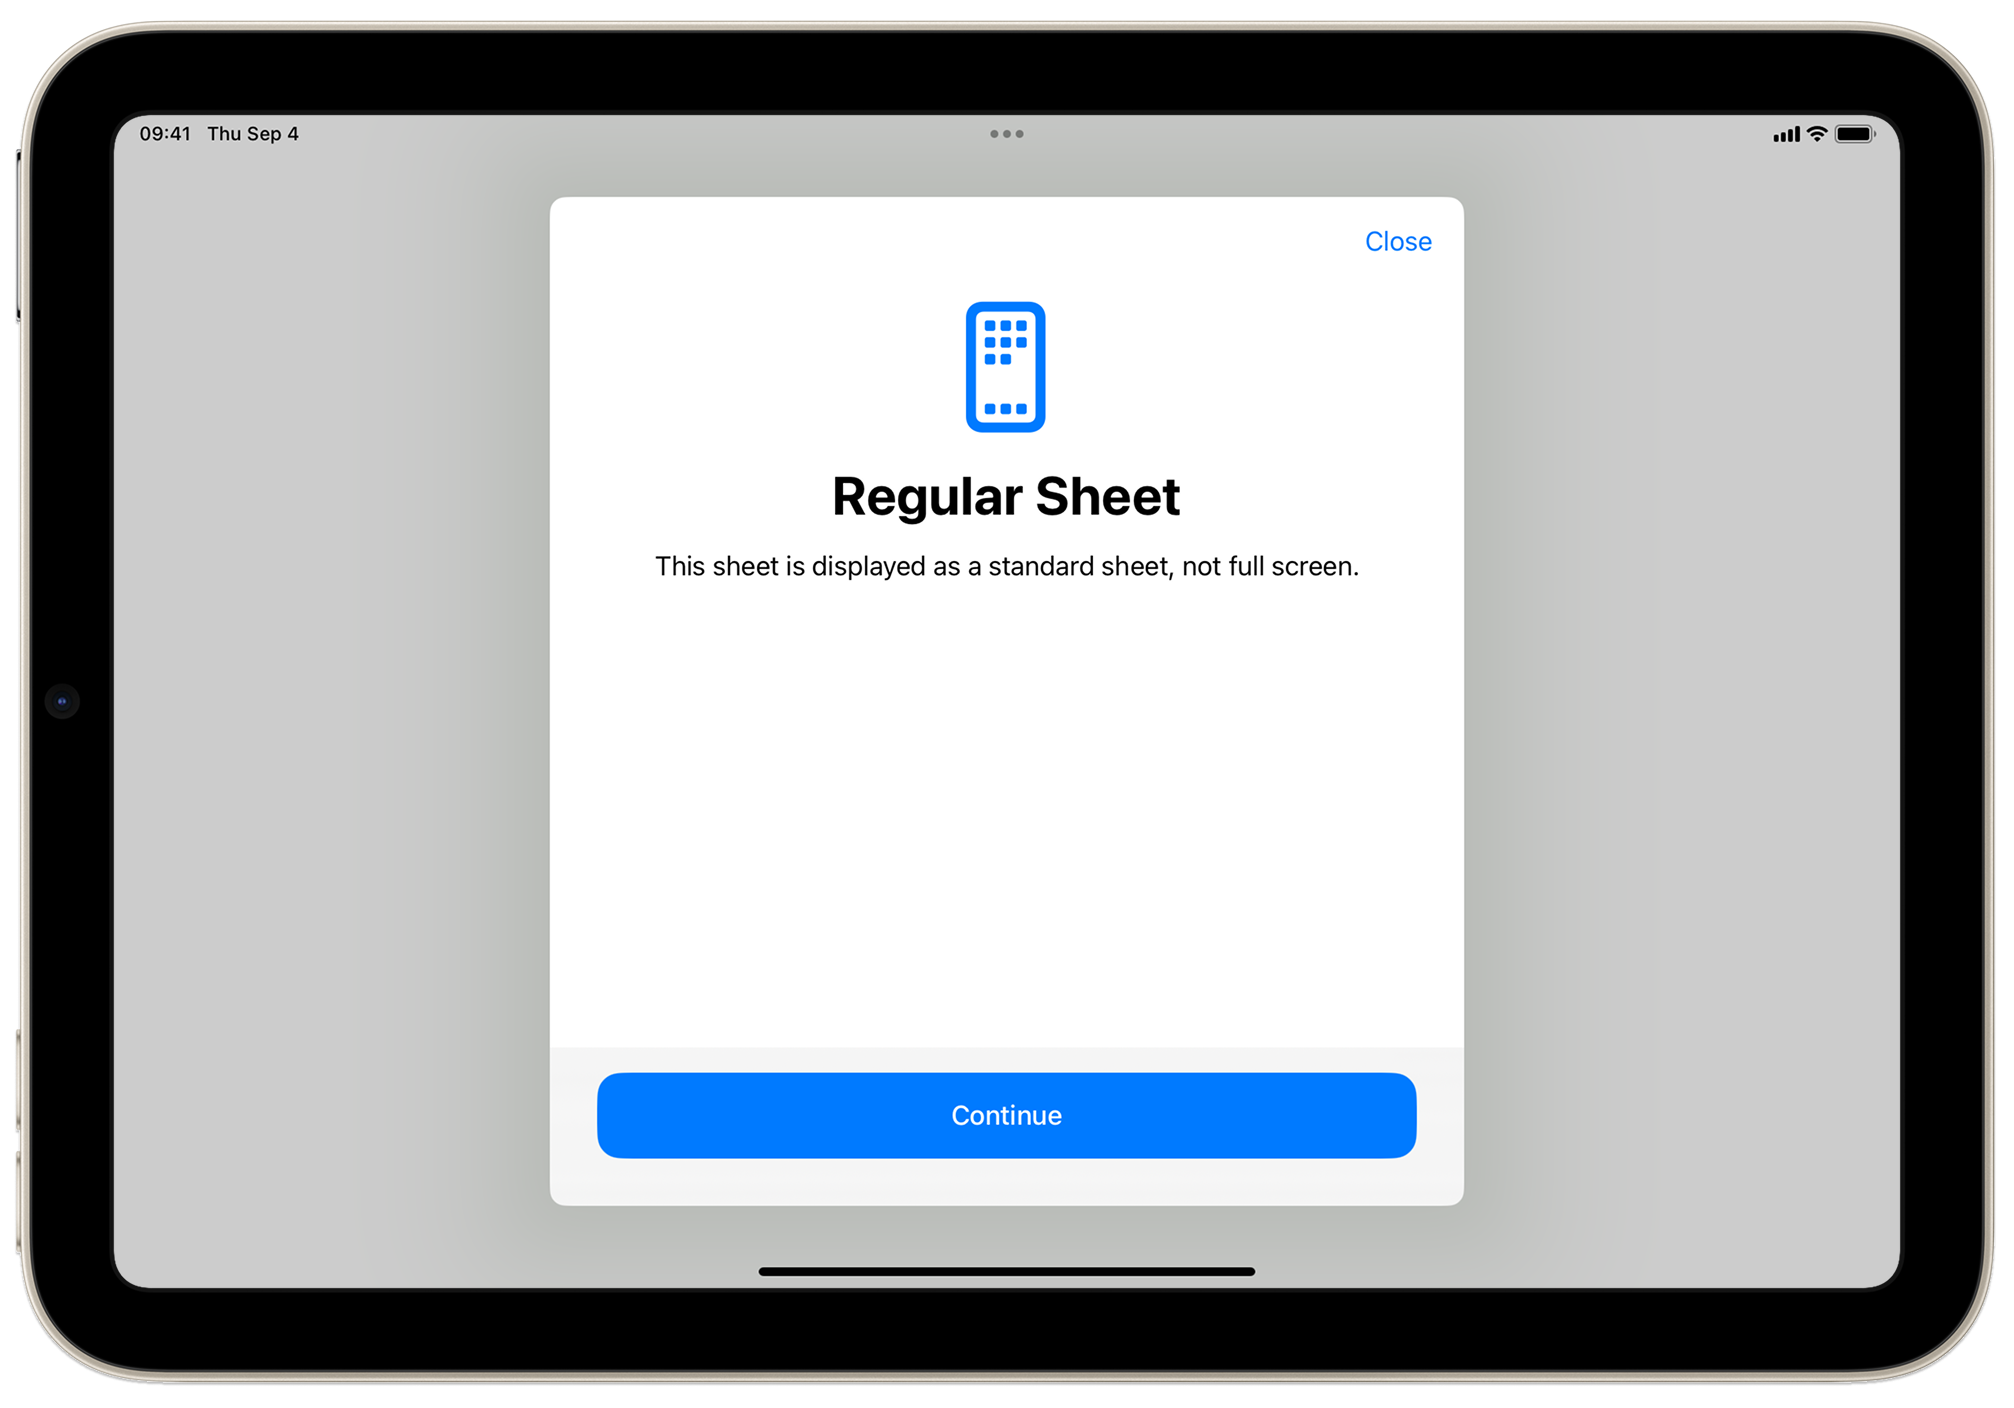 09:41 Thu Sep 4
Close
Regular Sheet
This sheet is displayed as a standard sheet, not full screen.
Continue